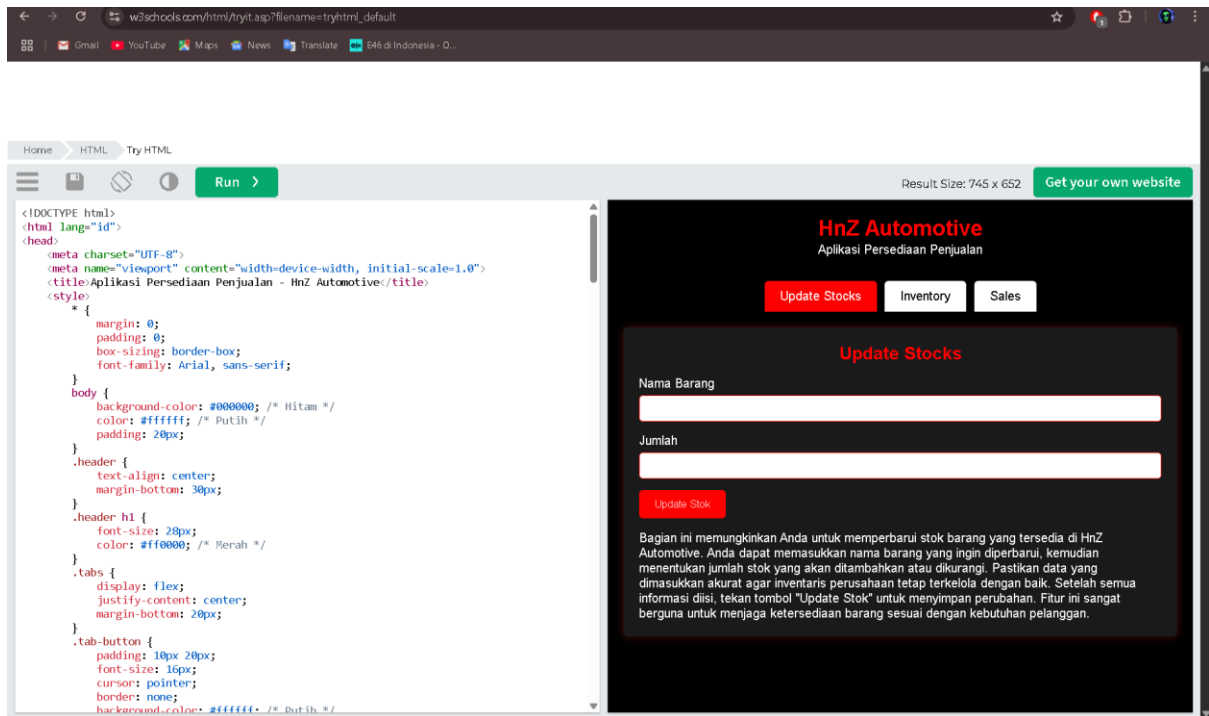 w3schools.com/html/tryit.asp?filename=tryhtml_default
Gmail YouTube Maps News Translate E46 di Indonesia - O...
Home HTML Try HTML
Run
Result Size: 745 x 652 Get your own website
<!DOCTYPE html>
<html lang="id">
<head>
<meta charset="UTF-8">
<meta name="viewport" content="width=device-width, initial-scale=1.0">
<title>Aplikasi Persediaan Penjualan - HnZ Automotive</title>
<style>
* {
margin: 0;
padding: 0;
box-sizing: border-box;
font-family: Arial, sans-serif;
}
body {
background-color: #000000; /* Hitam */
color: #ffffff; /* Putih */
padding: 20px;
}
.header {
text-align: center;
margin-bottom: 30px;
}
.header h1 {
font-size: 28px;
color: #ff0000; /* Merah */
}
.tabs {
display: flex;
justify-content: center;
margin-bottom: 20px;
}
.tab-button {
padding: 10px 20px;
font-size: 16px;
cursor: pointer;
border: none;
background-color: #ffffff; /* Putih */
HnZ Automotive
Aplikasi Persediaan Penjualan
Update Stocks Inventory Sales
Update Stocks
Nama Barang
Jumlah
Update Stok
Bagian ini memungkinkan Anda untuk memperbarui stok barang yang tersedia di HnZ
Automotive. Anda dapat memasukkan nama barang yang ingin diperbarui, kemudian
menentukan jumlah stok yang akan ditambahkan atau dikurangi. Pastikan data yang
dimasukkan akurat agar inventaris perusahaan tetap terkelola dengan baik. Setelah semua
informasi diisi, tekan tombol "Update Stok" untuk menyimpan perubahan. Fitur ini sangat
berguna untuk menjaga ketersediaan barang sesuai dengan kebutuhan pelanggan.